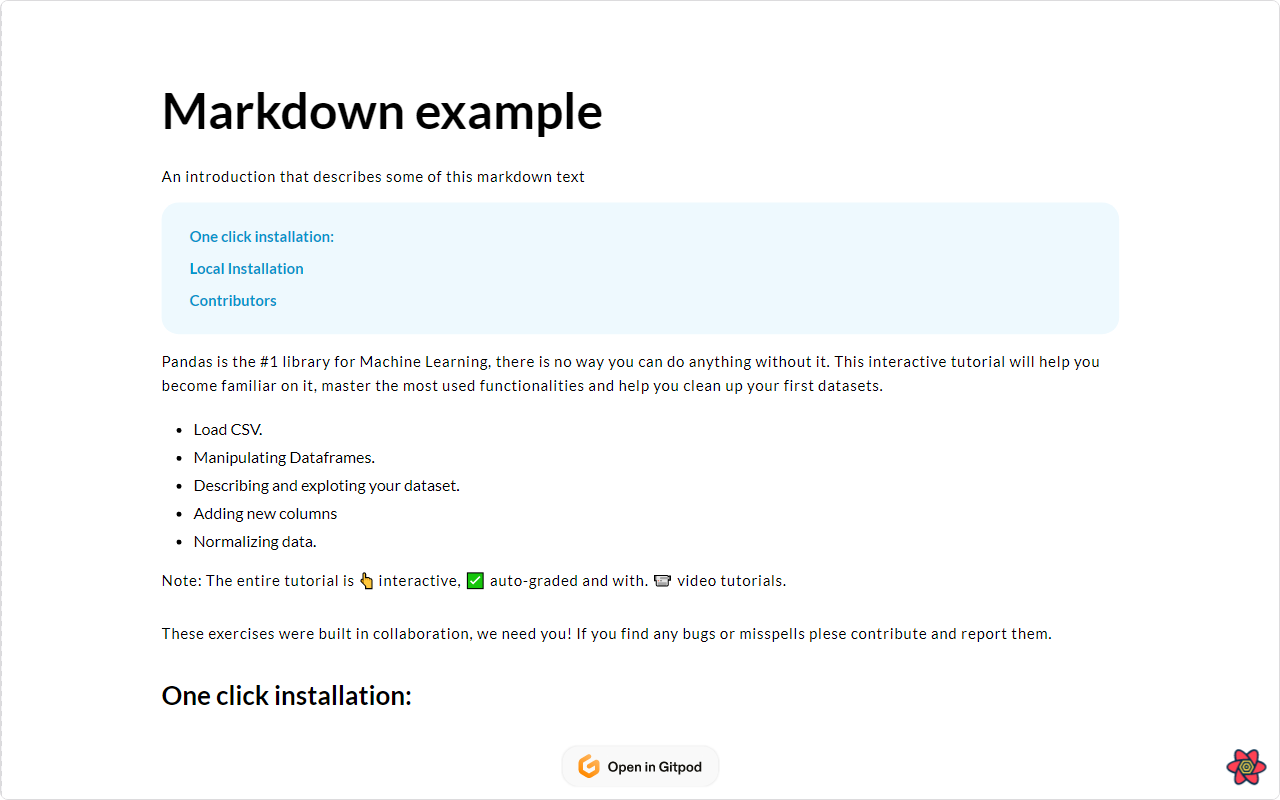 Markdown example
An introduction that describes some of this markdown text
One click installation:
Local Installation
Contributors
Pandas is the #1 library for Machine Learning, there is no way you can do anything without it. This interactive tutorial will help you
become familiar on it, master the most used functionalities and help you clean up your first datasets.
• Load CSV.
• Manipulating Dataframes.
• Describing and exploting your dataset.
• Adding new columns
• Normalizing data.
Note: The entire tutorial is 👆 interactive, ✅ auto-graded and with. 📹 video tutorials.
These exercises were built in collaboration, we need you! If you find any bugs or misspells plese contribute and report them.
One click installation:
Open in Gitpod